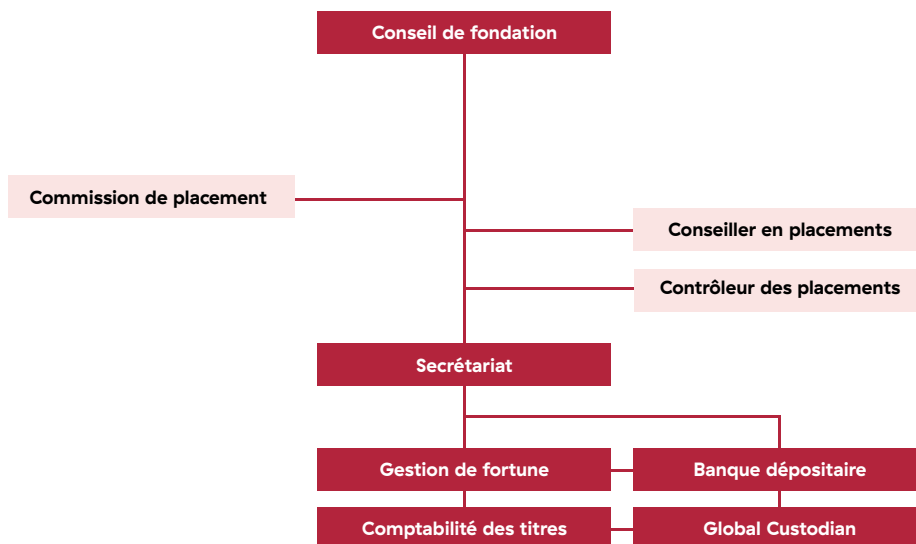 Conseil de fondation
Commission de placement
Conseiller en placements
Contrôleur des placements
Secrétariat
Gestion de fortune
Banque dépositaire
Comptabilité des titres
Global Custodian